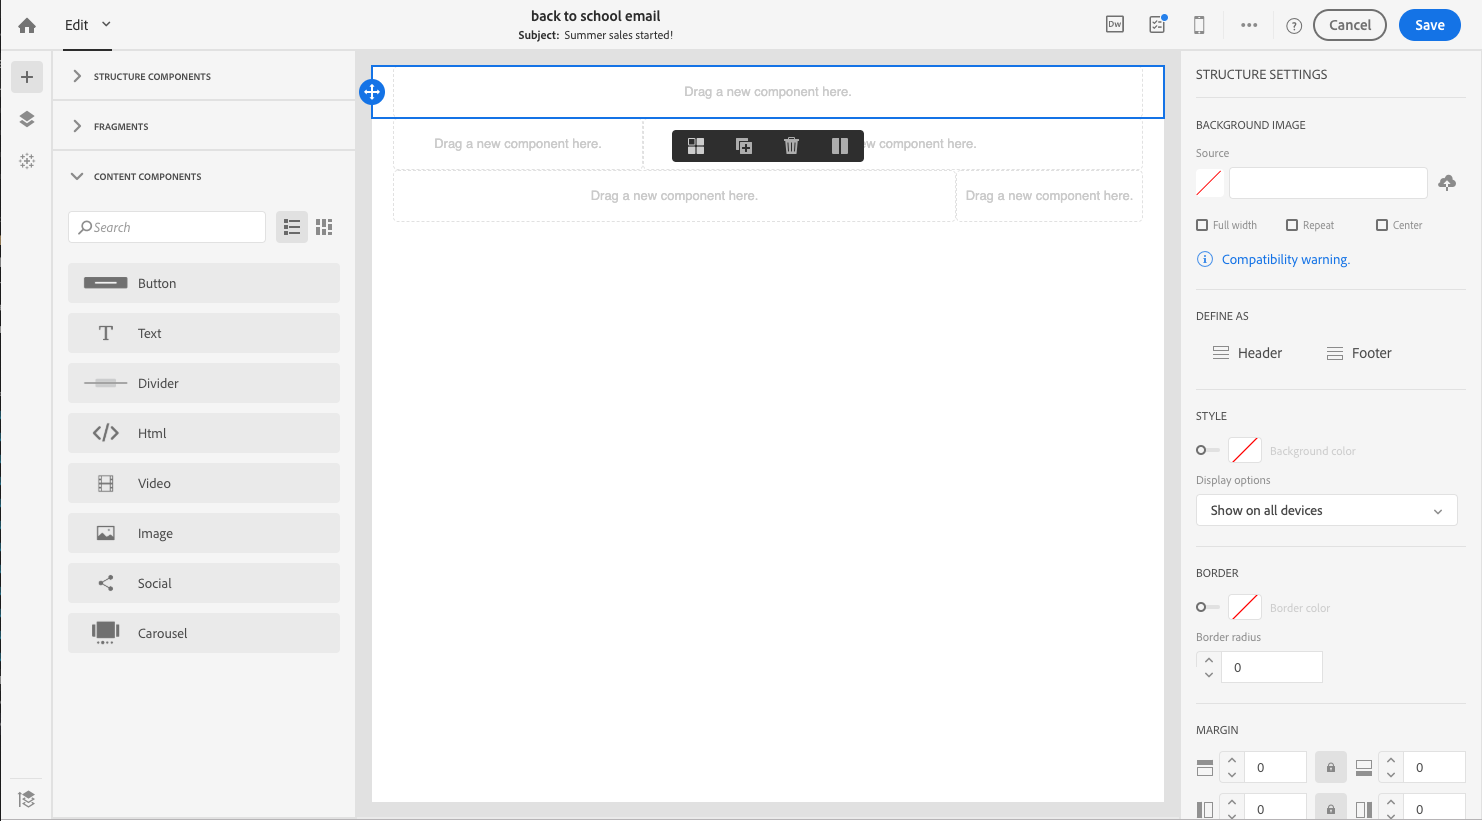 Edit
back to school email
Subject: Summer sales started!
Dw
Cancel
Save
STRUCTURE COMPONENTS
FRAGMENTS
CONTENT COMPONENTS
Search
Button
Text
Divider
Html
Video
Image
Social
Carousel
Drag a new component here.
Drag a new component here.
component here.
Drag a new component here.
Drag a new component here.
STRUCTURE SETTINGS
BACKGROUND IMAGE
Source
Full width
Repeat
Center
Compatibility warning.
DEFINE AS
Header
Footer
STYLE
Background color
Display options
Show on all devices
BORDER
Border color
Border radius
0
MARGIN
0
0
0
0